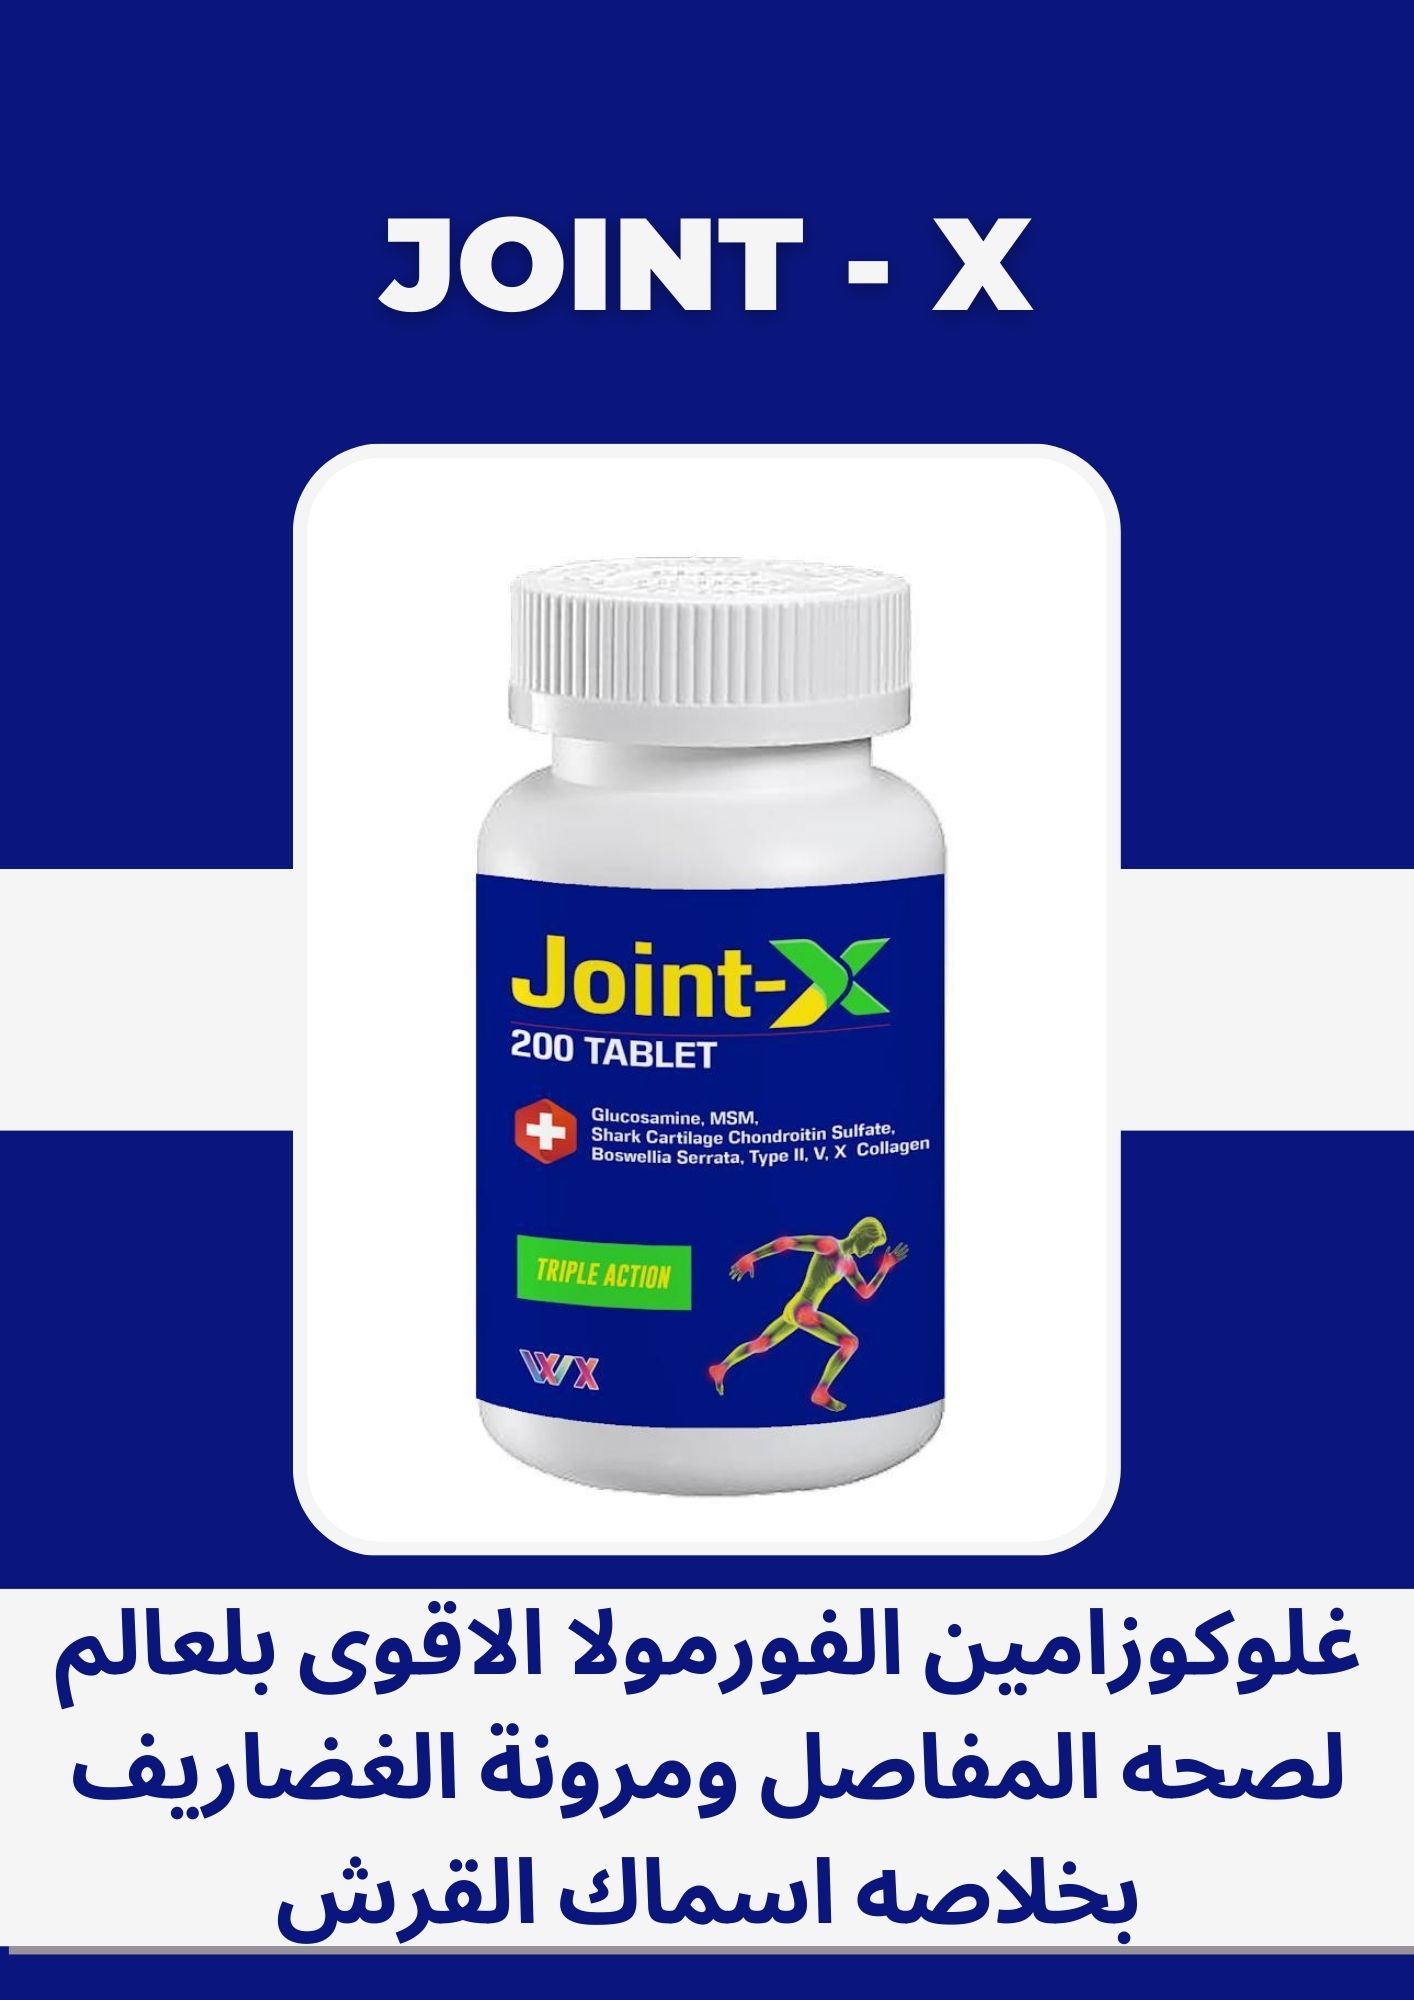 JOINT - X
Joint-X
200 TABLET
Glucosamine, MSM,
Shark Cartilage Chondroitin Sulfate,
Boswellia Serrata, Type II, V, X Collagen
TRIPLE ACTION
WX
غلوكوزامين الفورمولا الاقوى بلعالم
لصحه المفاصل ومرونة الغضاريف
بخلاصه اسماك القرش